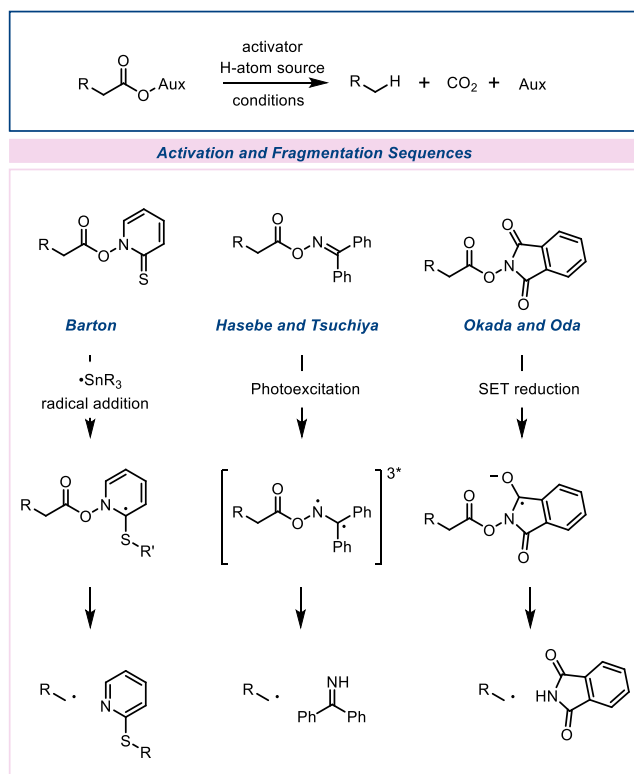 R O O Aux
activator
H-atom source
conditions
R H + CO2 + Aux
Activation and Fragmentation Sequences
R O O N S
R O O N Ph Ph
R O O N O O
Barton
Hasebe and Tsuchiya
Okada and Oda
•SnR3
radical addition
Photoexcitation
SET reduction
R O O N • S R'
R O O N • • Ph Ph 3*
R O O N −O • O
R • N S R
R • NH Ph Ph
R • O HN O